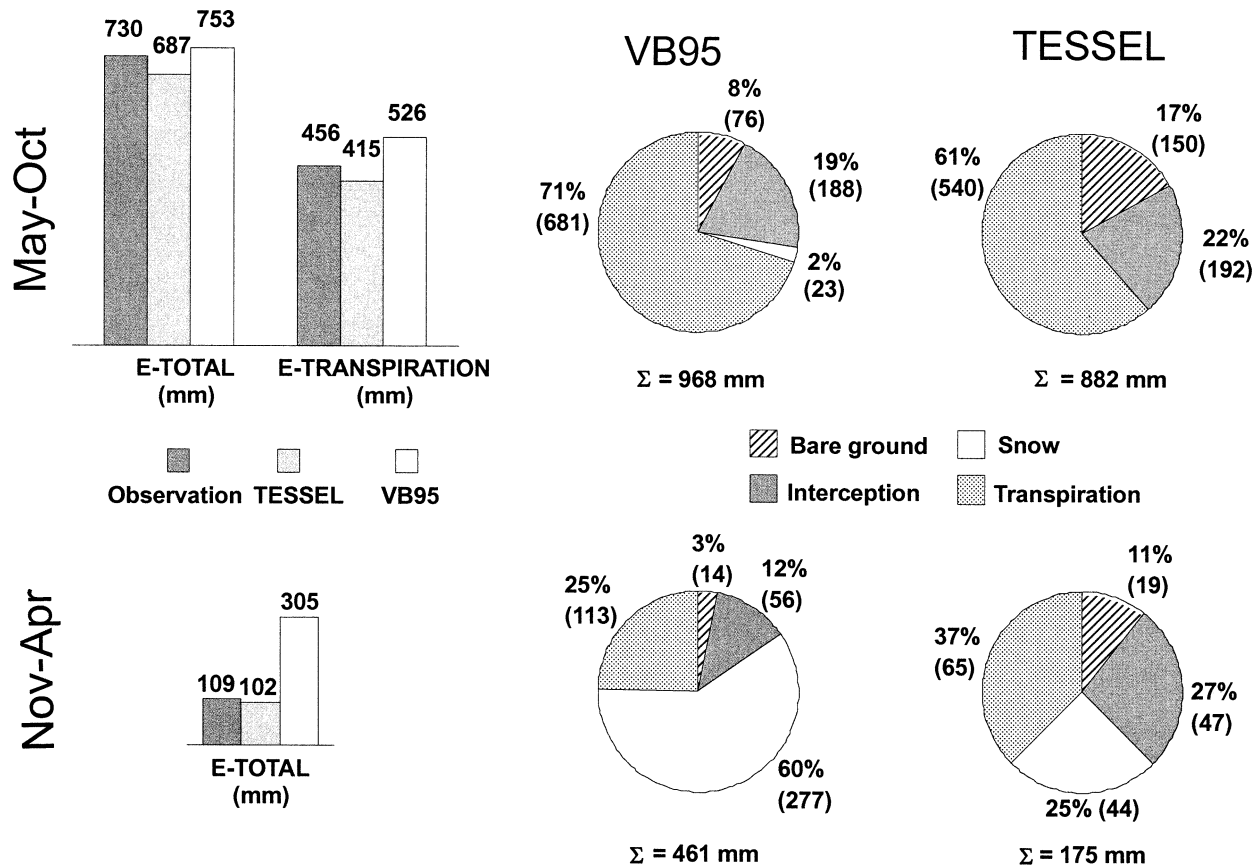 May-Oct
730
687
753
456
415
526
E-TOTAL
(mm)
E-TRANSPIRATION
(mm)
Observation
TESSEL
VB95
VB95
8%
(76)
19%
(188)
2%
(23)
71%
(681)
Σ = 968 mm
TESSEL
17%
(150)
22%
(192)
61%
(540)
Σ = 882 mm
Bare ground
Snow
Interception
Transpiration
Nov-Apr
109
102
305
E-TOTAL
(mm)
3%
(14)
12%
(56)
60%
(277)
25%
(113)
Σ = 461 mm
11%
(19)
27%
(47)
25% (44)
37%
(65)
Σ = 175 mm